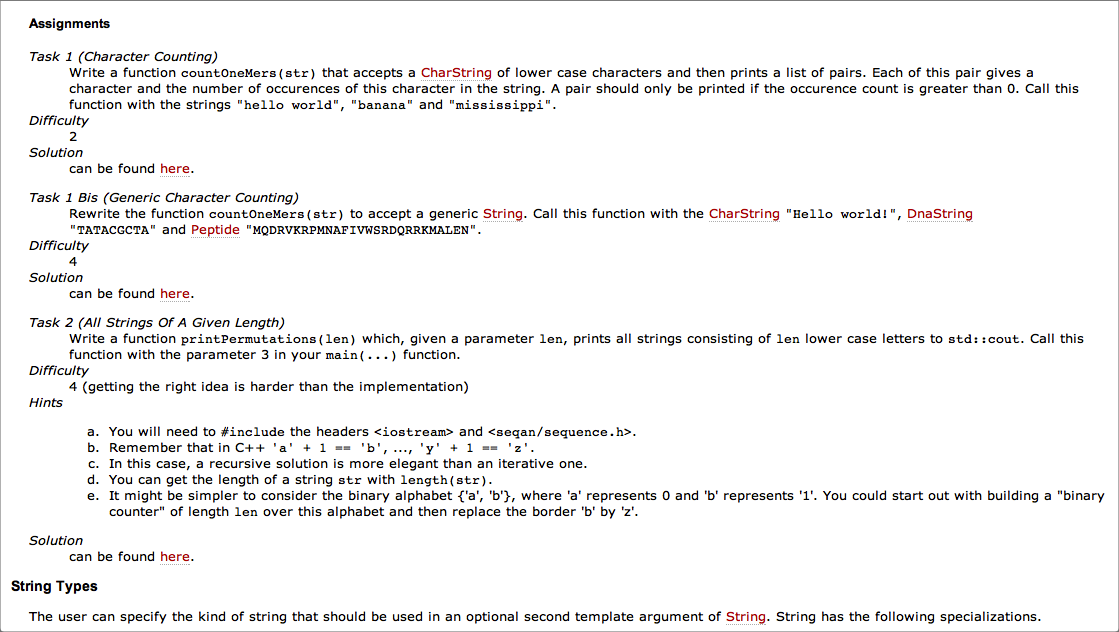 Assignments
Task 1 (Character Counting)
Write a function countOneMers(str) that accepts a CharString of lower case characters and then prints a list of pairs. Each of this pair gives a
character and the number of occurences of this character in the string. A pair should only be printed if the occurence count is greater than 0. Call this
function with the strings "hello world", "banana" and "mississippi".
Difficulty
2
Solution
can be found here.
Task 1 Bis (Generic Character Counting)
Rewrite the function countOneMers(str) to accept a generic String. Call this function with the CharString "Hello world!", DnaString
"TATACGCTA" and Peptide "MQDRVKRPMNAFIVWSRDQRRKMALEN".
Difficulty
4
Solution
can be found here.
Task 2 (All Strings Of A Given Length)
Write a function printPermutations(len) which, given a parameter len, prints all strings consisting of len lower case letters to std::cout. Call this
function with the parameter 3 in your main(...) function.
Difficulty
4 (getting the right idea is harder than the implementation)
Hints
a. You will need to #include the headers <iostream> and <seqan/sequence.h>.
b. Remember that in C++ 'a' + 1 == 'b', ..., 'y' + 1 == 'z'.
c. In this case, a recursive solution is more elegant than an iterative one.
d. You can get the length of a string str with length(str).
e. It might be simpler to consider the binary alphabet {'a', 'b'}, where 'a' represents 0 and 'b' represents '1'. You could start out with building a "binary
counter" of length len over this alphabet and then replace the border 'b' by 'z'.
Solution
can be found here.
String Types
The user can specify the kind of string that should be used in an optional second template argument of String. String has the following specializations.